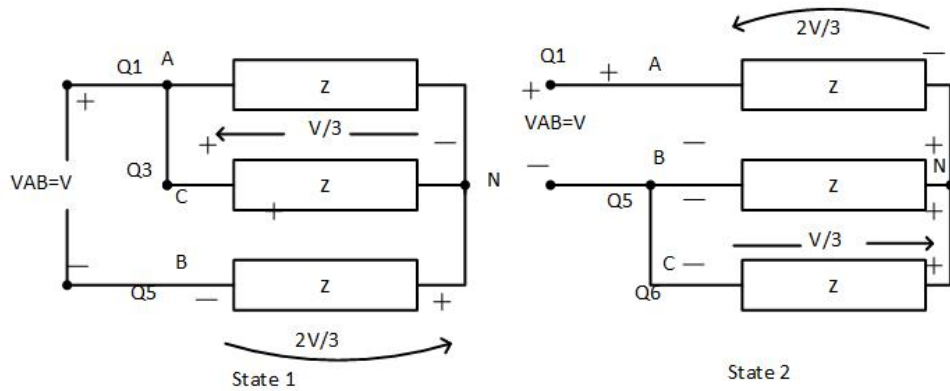 Q1
A
Z
+
V/3
+
—
Q3
VAB=V
C
Z
N
+
B
—
Q5
—
Z
+
2V/3
State 1
2V/3
Q1
+
A
—
Z
+
VAB=V
B
—
+
—
Z
N
Q5
—
+
V/3
C
—
+
Q6
Z
State 2